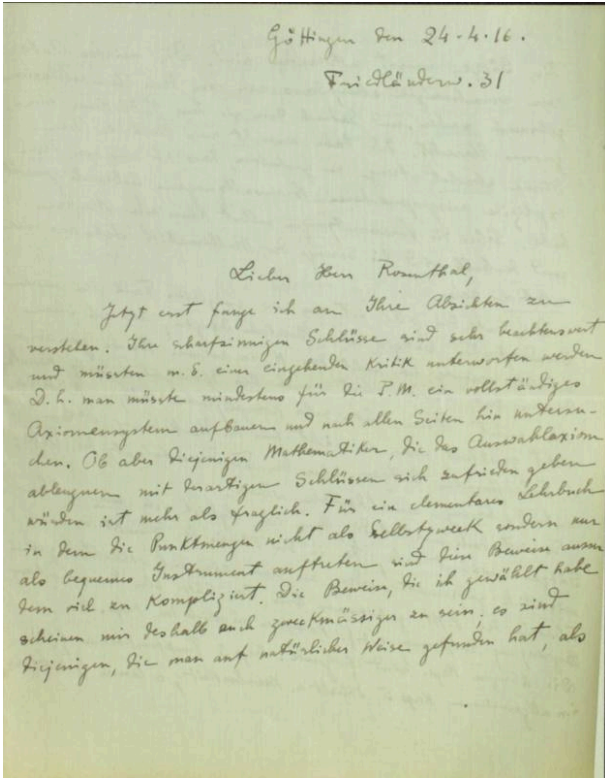 Göttingen den 24.4.16.
Friedländerw. 31
Lieber Herr Rosenthal,
Jetzt erst fange ich an Ihre Absichten zu
verstehen. Ihre scharfsinnigen Schlüsse sind sehr beachtenswert
und müssten m. E. einer eingehenden Kritik unterworfen werden
D. h. man müsste mindestens für die P.M. ein vollständiges
Axiomensystem aufbauen und nach allen Seiten hin untersu-
chen. Ob aber diejenigen Mathematiker, die das Auswahlaxiom
ableugnen mit derartigen Schlüssen sich zufrieden geben
würden ist mehr als fraglich. Für ein elementares Lehrbuch
in dem die Punktmengen nicht als Selbstzweck sondern nur
als bequemes Instrument auftreten sind diese Beweise ausser
dem viel zu kompliziert. Die Beweise, die ich gewählt habe
scheinen mir deshalb auch zweckmässiger zu sein; es sind
diejenigen, die man auf natürlicher Weise gefunden hat, als